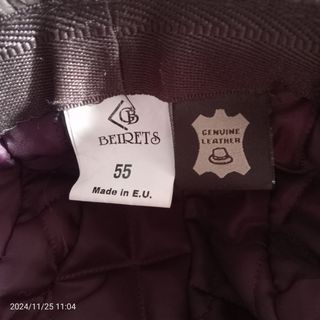 BEIRETS
55
Made in E.U.
GENUINE
LEATHER
2024/11/25 11:04